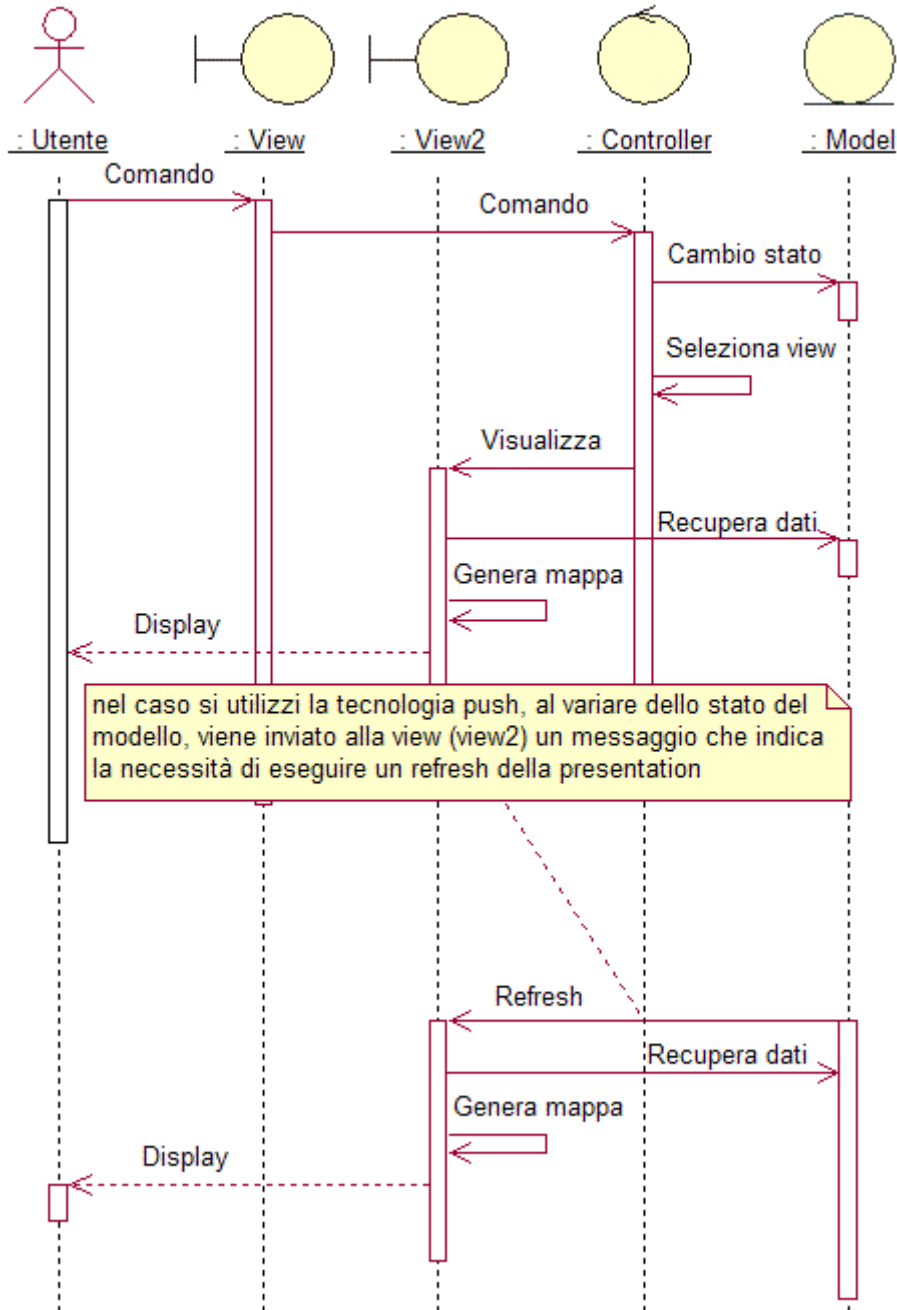 _: Utente
_: View
_: View2
_: Controller
_: Model
Comando
Comando
Cambio stato
Seleziona view
Visualizza
Recupera dati
Genera mappa
Display
nel caso si utilizzi la tecnologia push, al variare dello stato del
modello, viene inviato alla view (view2) un messaggio che indica
la necessità di eseguire un refresh della presentation
Refresh
Recupera dati
Genera mappa
Display